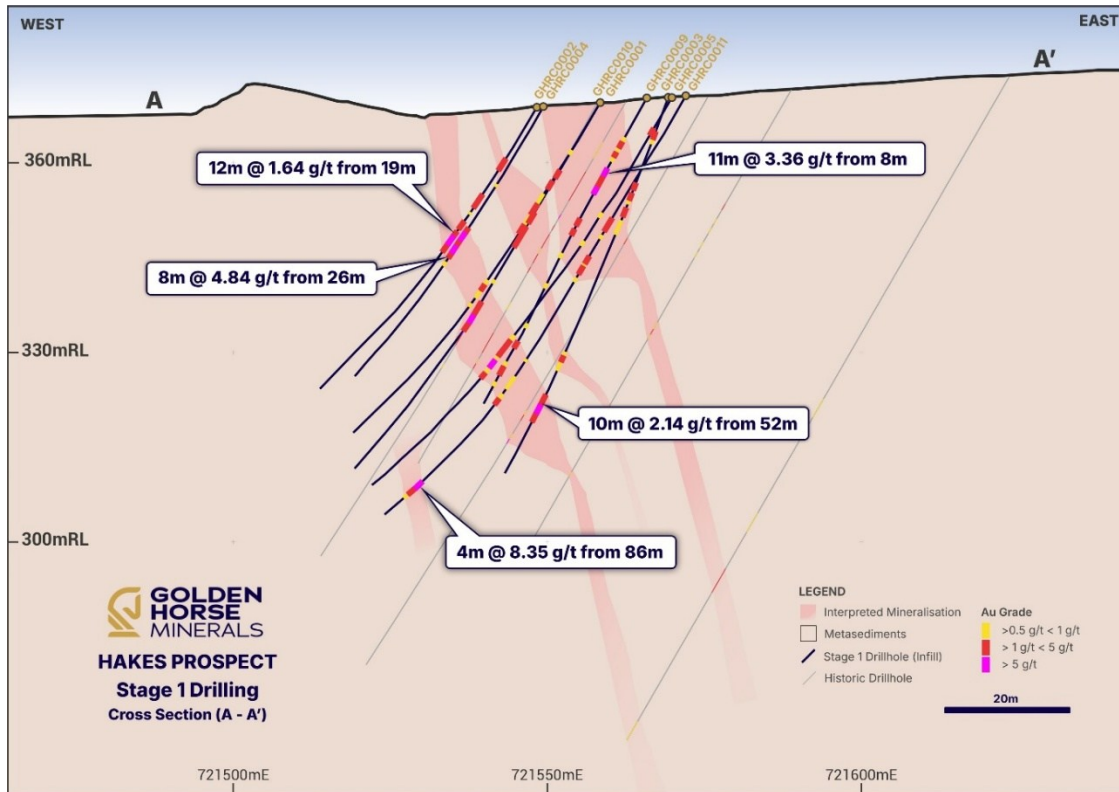 WEST
EAST
GHRC0002
GHRC0004
GHRC0010
GHRC0001
GHRC0009
GHRC0003
GHRC0005
GHRC0011
A
A'
360mRL
12m @ 1.64 g/t from 19m
11m @ 3.36 g/t from 8m
8m @ 4.84 g/t from 26m
330mRL
10m @ 2.14 g/t from 52m
300mRL
4m @ 8.35 g/t from 86m
GOLDEN
HORSE
MINERALS
HAKES PROSPECT
Stage 1 Drilling
Cross Section (A - A')
LEGEND
Interpreted Mineralisation
Metasediments
Stage 1 Drillhole (Infill)
Historic Drillhole
Au Grade
>0.5 g/t < 1 g/t
> 1 g/t < 5 g/t
> 5 g/t
20m
721500mE
721550mE
721600mE